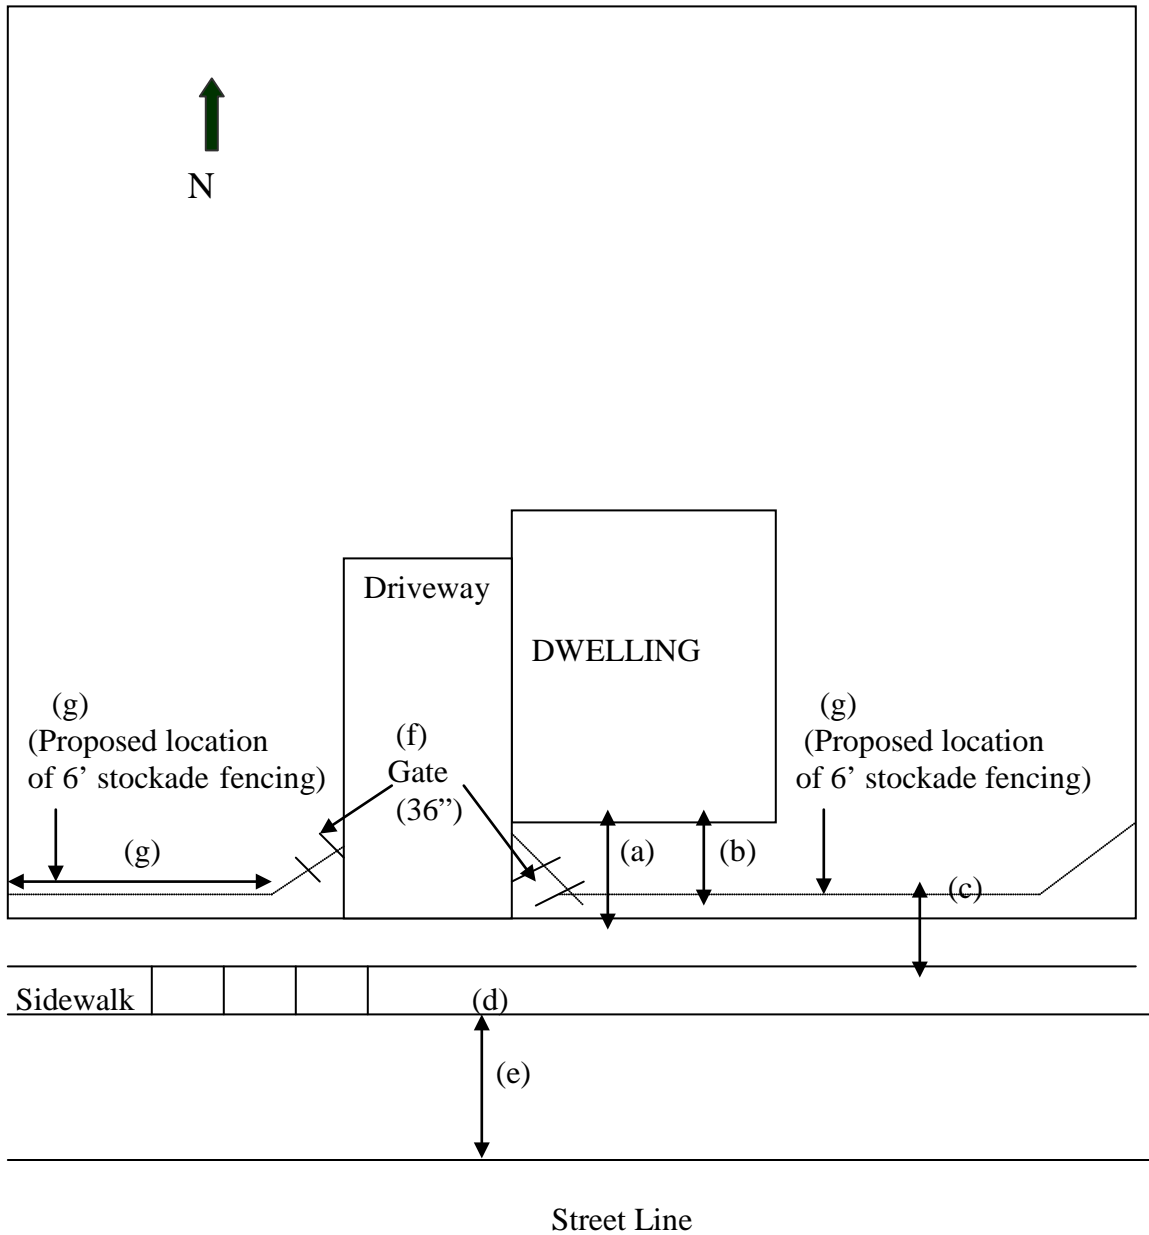 N
Driveway
DWELLING
(g)
(Proposed location
of 6’ stockade fencing)
(f)
Gate
(36”)
(g)
(Proposed location
of 6’ stockade fencing)
(g)
(a)
(b)
(c)
Sidewalk
(d)
(e)
Street Line